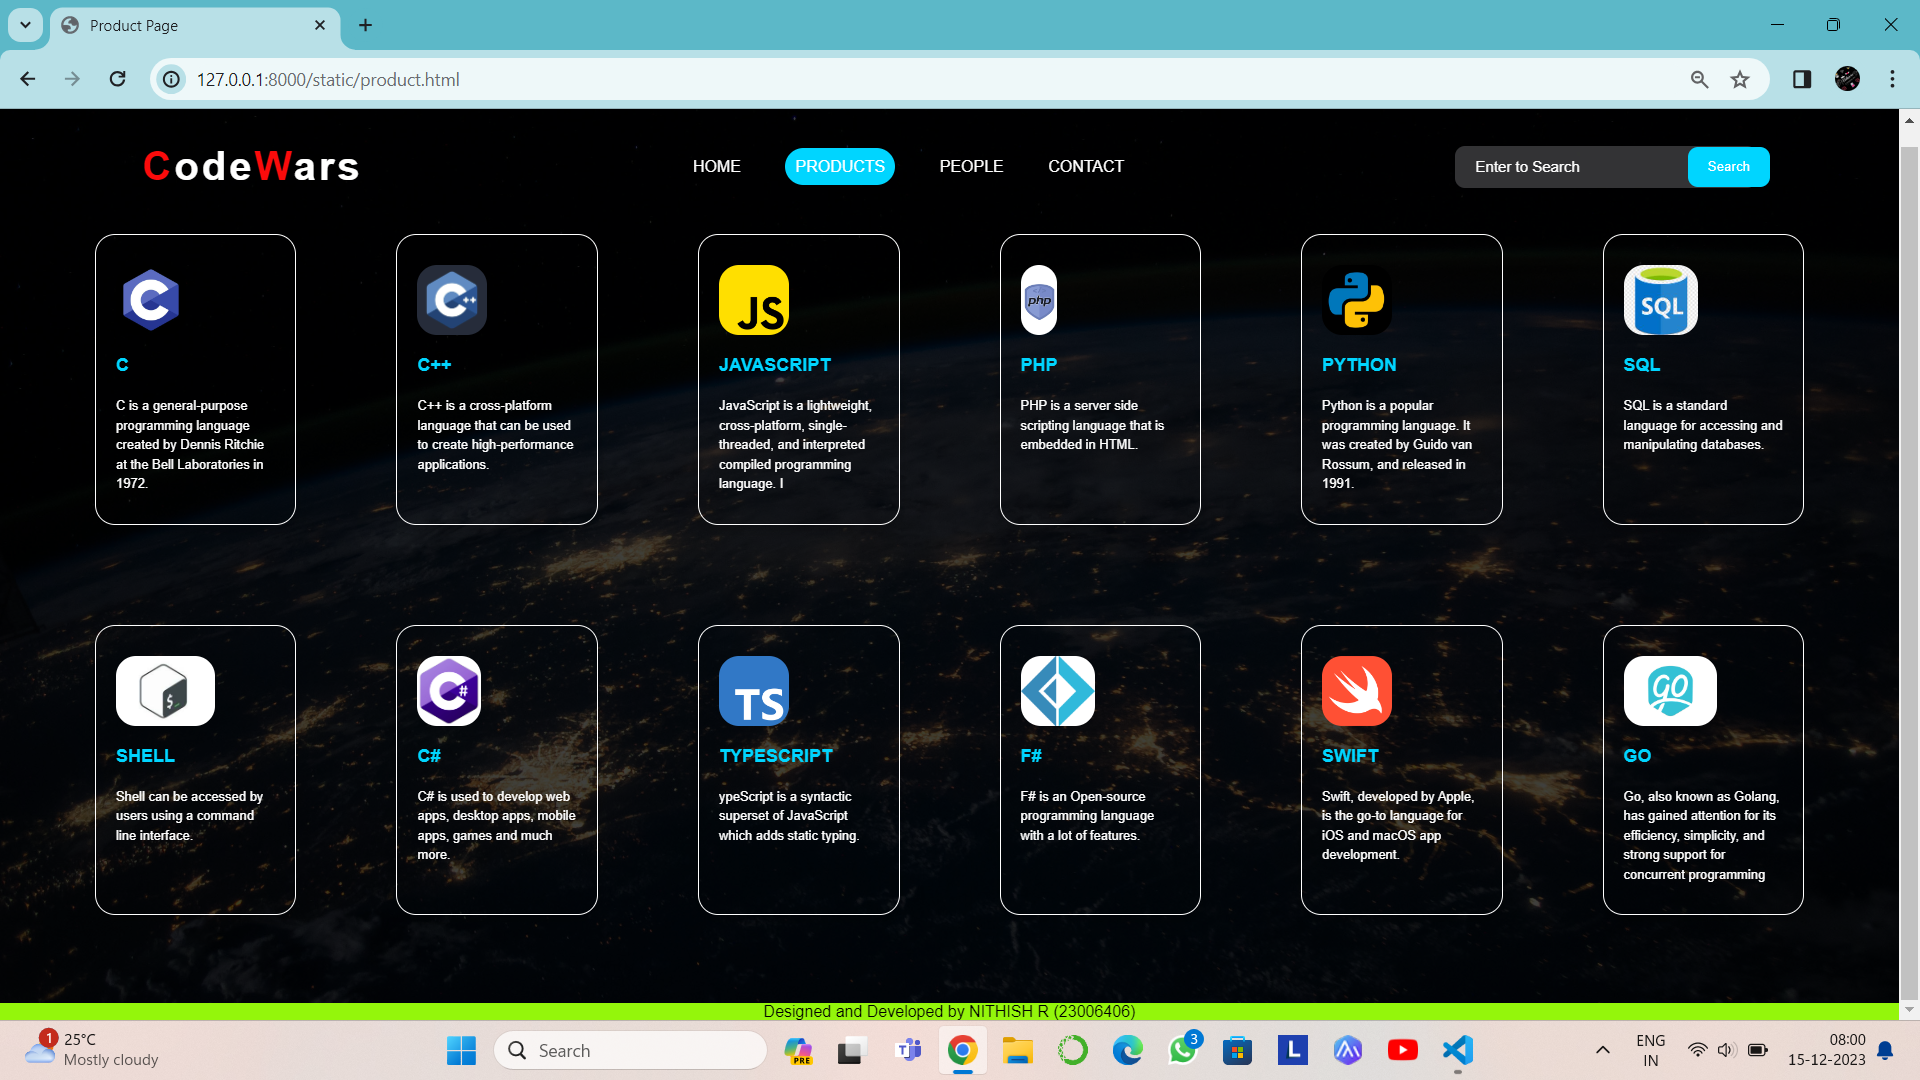 Product Page
127.0.0.1:8000/static/product.html
CodeWars
HOME
PRODUCTS
PEOPLE
CONTACT
Enter to Search
Search
C
C is a general-purpose
programming language
created by Dennis Ritchie
at the Bell Laboratories in
1972.
C++
C++
C++ is a cross-platform
language that can be used
to create high-performance
applications.
JS
JAVASCRIPT
JavaScript is a lightweight,
cross-platform, single-
threaded, and interpreted
compiled programming
language. I
php
PHP
PHP is a server side
scripting language that is
embedded in HTML.
PYTHON
Python is a popular
programming language. It
was created by Guido van
Rossum, and released in
1991.
SQL
SQL
SQL is a standard
language for accessing and
manipulating databases.
$_
SHELL
Shell can be accessed by
users using a command
line interface.
C#
C#
C# is used to develop web
apps, desktop apps, mobile
apps, games and much
more.
TS
TYPESCRIPT
ypeScript is a syntactic
superset of JavaScript
which adds static typing.
F#
F# is an Open-source
programming language
with a lot of features.
SWIFT
Swift, developed by Apple,
is the go-to language for
iOS and macOS app
development.
GO
GO
Go, also known as Golang,
has gained attention for its
efficiency, simplicity, and
strong support for
concurrent programming
Designed and Developed by NITHISH R (23006406)
1
25°C
Mostly cloudy
Search
PRE
3
L
ENG
IN
08:00
15-12-2023